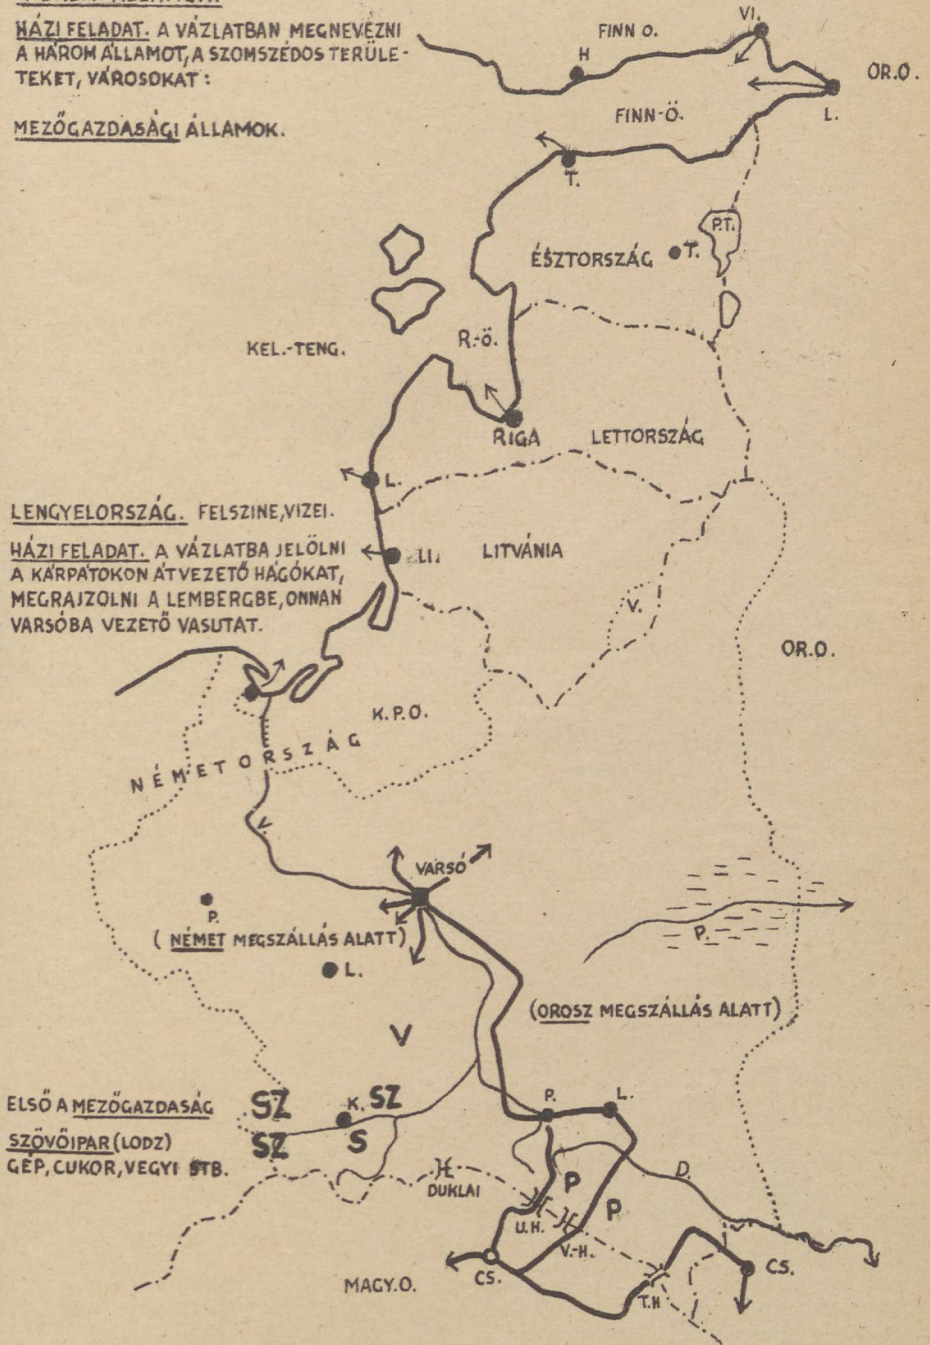 HÁZI FELADAT. A VÁZLATBAN MEGNEVEZNI
A HÁROM ÁLLAMOT, A SZOMSZÉDOS TERÜLE-
TEKET, VÁROSOKAT:
MEZŐGAZDASÁGI ÁLLAMOK.
FINN O.
VI.
H
OR.O.
FINN-Ö.
L.
T.
P.T.
ÉSZTORSZÁG
T.
KEL.-TENG.
R.-Ö.
RIGA
LETTORSZÁG
L.
LENGYELORSZÁG. FELSZINE, VIZEI.
HÁZI FELADAT. A VÁZLATBA JELÖLNI
A KÁRPÁTOKON ÁTVEZETŐ HÁGÓKAT,
MEGRAJZOLNI A LEMBERGBE, ONNAN
VARSÓBA VEZETŐ VASUTAT.
LI.
LITVÁNIA
V.
OR.O.
K.P.O.
NÉMETORSZÁG
VARSÓ
P.
(NÉMET MEGSZÁLLÁS ALATT)
L.
P.
(OROSZ MEGSZÁLLÁS ALATT)
V
ELSŐ A MEZŐGAZDASÁG
SZÖVŐIPAR (LODZ)
GÉP, CUKOR, VEGYI STB.
SZ
K. SZ
SZ
S
P.
L.
DUKLAI
P
D.
P
U.H.
V.-H.
MAGY.O.
CS.
T.H
CS.